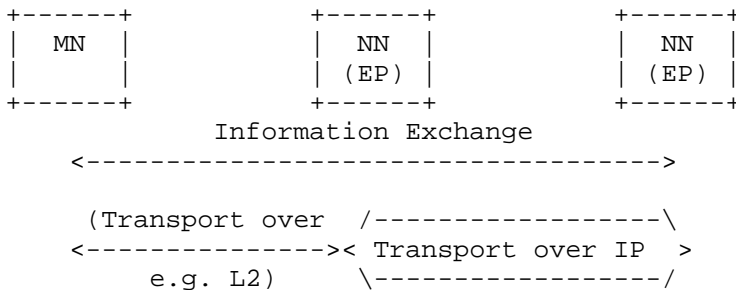 +------+ +------+ +------+
| MN | | NN | | NN |
| | | (EP) | | (EP) |
+------+ +------+ +------+
Information Exchange
<------------------------------------>
(Transport over /------------------\
<---------------->< Transport over IP >
e.g. L2) \------------------/